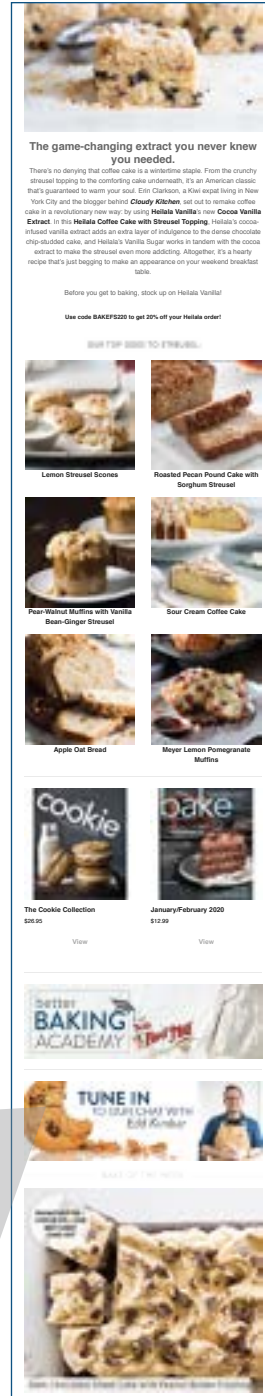 The game-changing extract you never knew
you needed.
There's no denying that coffee cake is a wintertime staple. From the crunchy
streusel topping to the comforting cake underneath, it's an American classic
that's guaranteed to warm your soul. Erin Clarkson, a Kiwi expat living in New
York City and the blogger behind Cloudy Kitchen, set out to remake coffee
cake in a revolutionary new way: by using Heilala Vanilla's new Cocoa Vanilla
Extract. In this Heilala Coffee Cake with Streusel Topping, Heilala's cocoa-
infused vanilla extract adds an extra layer of indulgence to the dense chocolate
chip-studded cake, and Heilala's Vanilla Sugar works in tandem with the cocoa
extract to make the streusel even more addicting. Altogether, it's a hearty
recipe that's just begging to make an appearance on your weekend breakfast
table.
Before you get to baking, stock up on Heilala Vanilla!
Use code BAKEFS220 to get 20% off your Heilala order!
Lemon Streusel Scones
Roasted Pecan Pound Cake with
Sorghum Streusel
Pear-Walnut Muffins with Vanilla
Bean-Ginger Streusel
Sour Cream Coffee Cake
Apple Oat Bread
Meyer Lemon Pomegranate
Muffins
cookie
bake
The Cookie Collection
$26.95
View
January/February 2020
$12.99
View
better
BAKING
ACADEMY
TUNE IN
TO OUR CHAT WITH
Edd Kimber